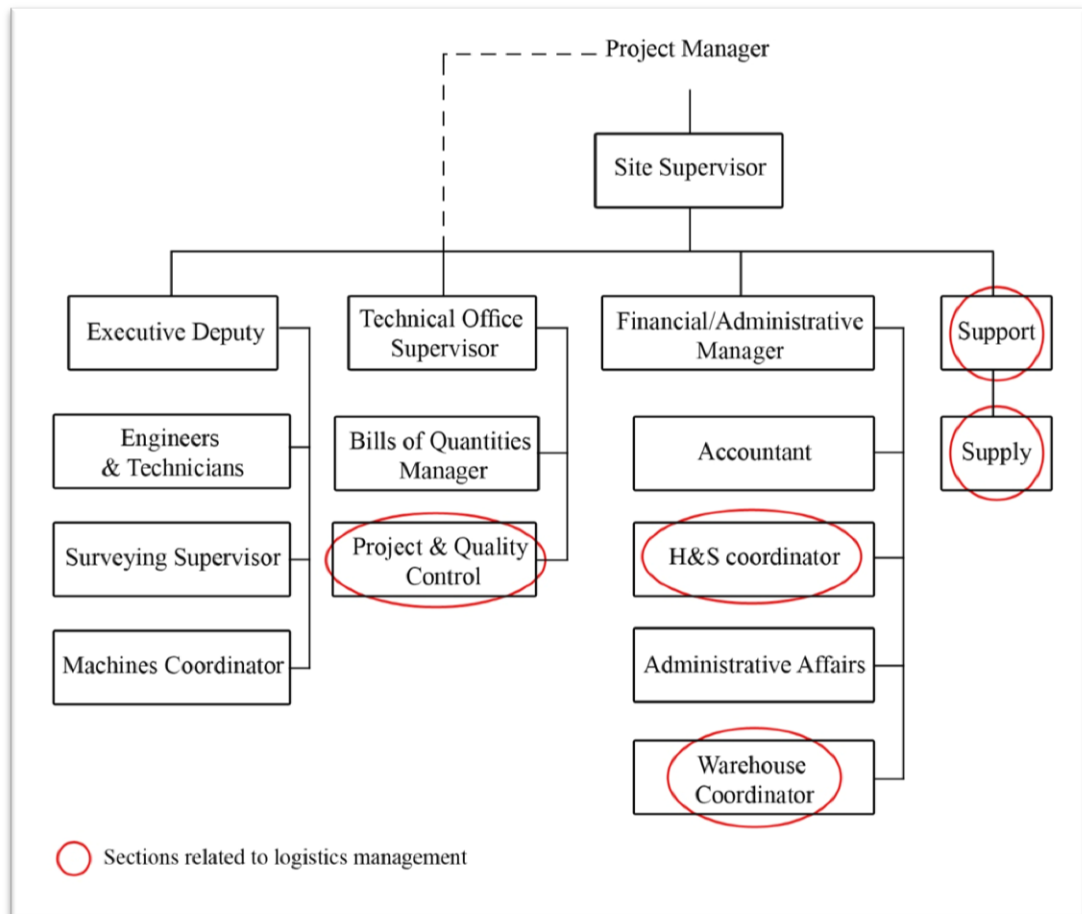 Project Manager
Site Supervisor
Executive Deputy
Technical Office
Supervisor
Financial/Administrative
Manager
Support
Engineers
& Technicians
Bills of Quantities
Manager
Accountant
Supply
Surveying Supervisor
Project & Quality
Control
H&S coordinator
Machines Coordinator
Administrative Affairs
Warehouse
Coordinator
Sections related to logistics management